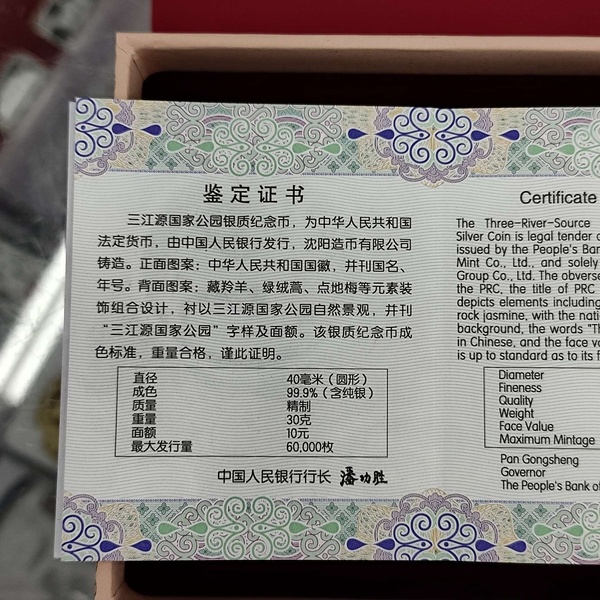 鉴定证书
三江源国家公园银质纪念币，为中华人民共和国
法定货币，由中国人民银行发行，沈阳造币有限公司
铸造。正面图案：中华人民共和国国徽，并刊国名、
年号。背面图案：藏羚羊、绿绒蒿、点地梅等元素装
饰组合设计，衬以三江源国家公园自然景观，并刊
“三江源国家公园”字样及面额。该银质纪念币成
色标准，重量合格，谨此证明。
直径 40毫米（圆形）
成色 99.9%（含纯银）
质量 精制
重量 30克
面额 10元
最大发行量 60,000枚
中国人民银行行长 潘功胜
Certificate
The Three-River-Source
Silver Coin is legal tender
issued by the People's Ban
Mint Co., Ltd., and solely
Group Co., Ltd. The obverse
the PRC, the title of PRC
depicts elements including
rock jasmine, with the nati
background, the words "Th
in Chinese, and the face va
is up to standard as to its f
Diameter
Fineness
Quality
Weight
Face Value
Maximum Mintage
Pan Gongsheng
Governor
The People's Bank of